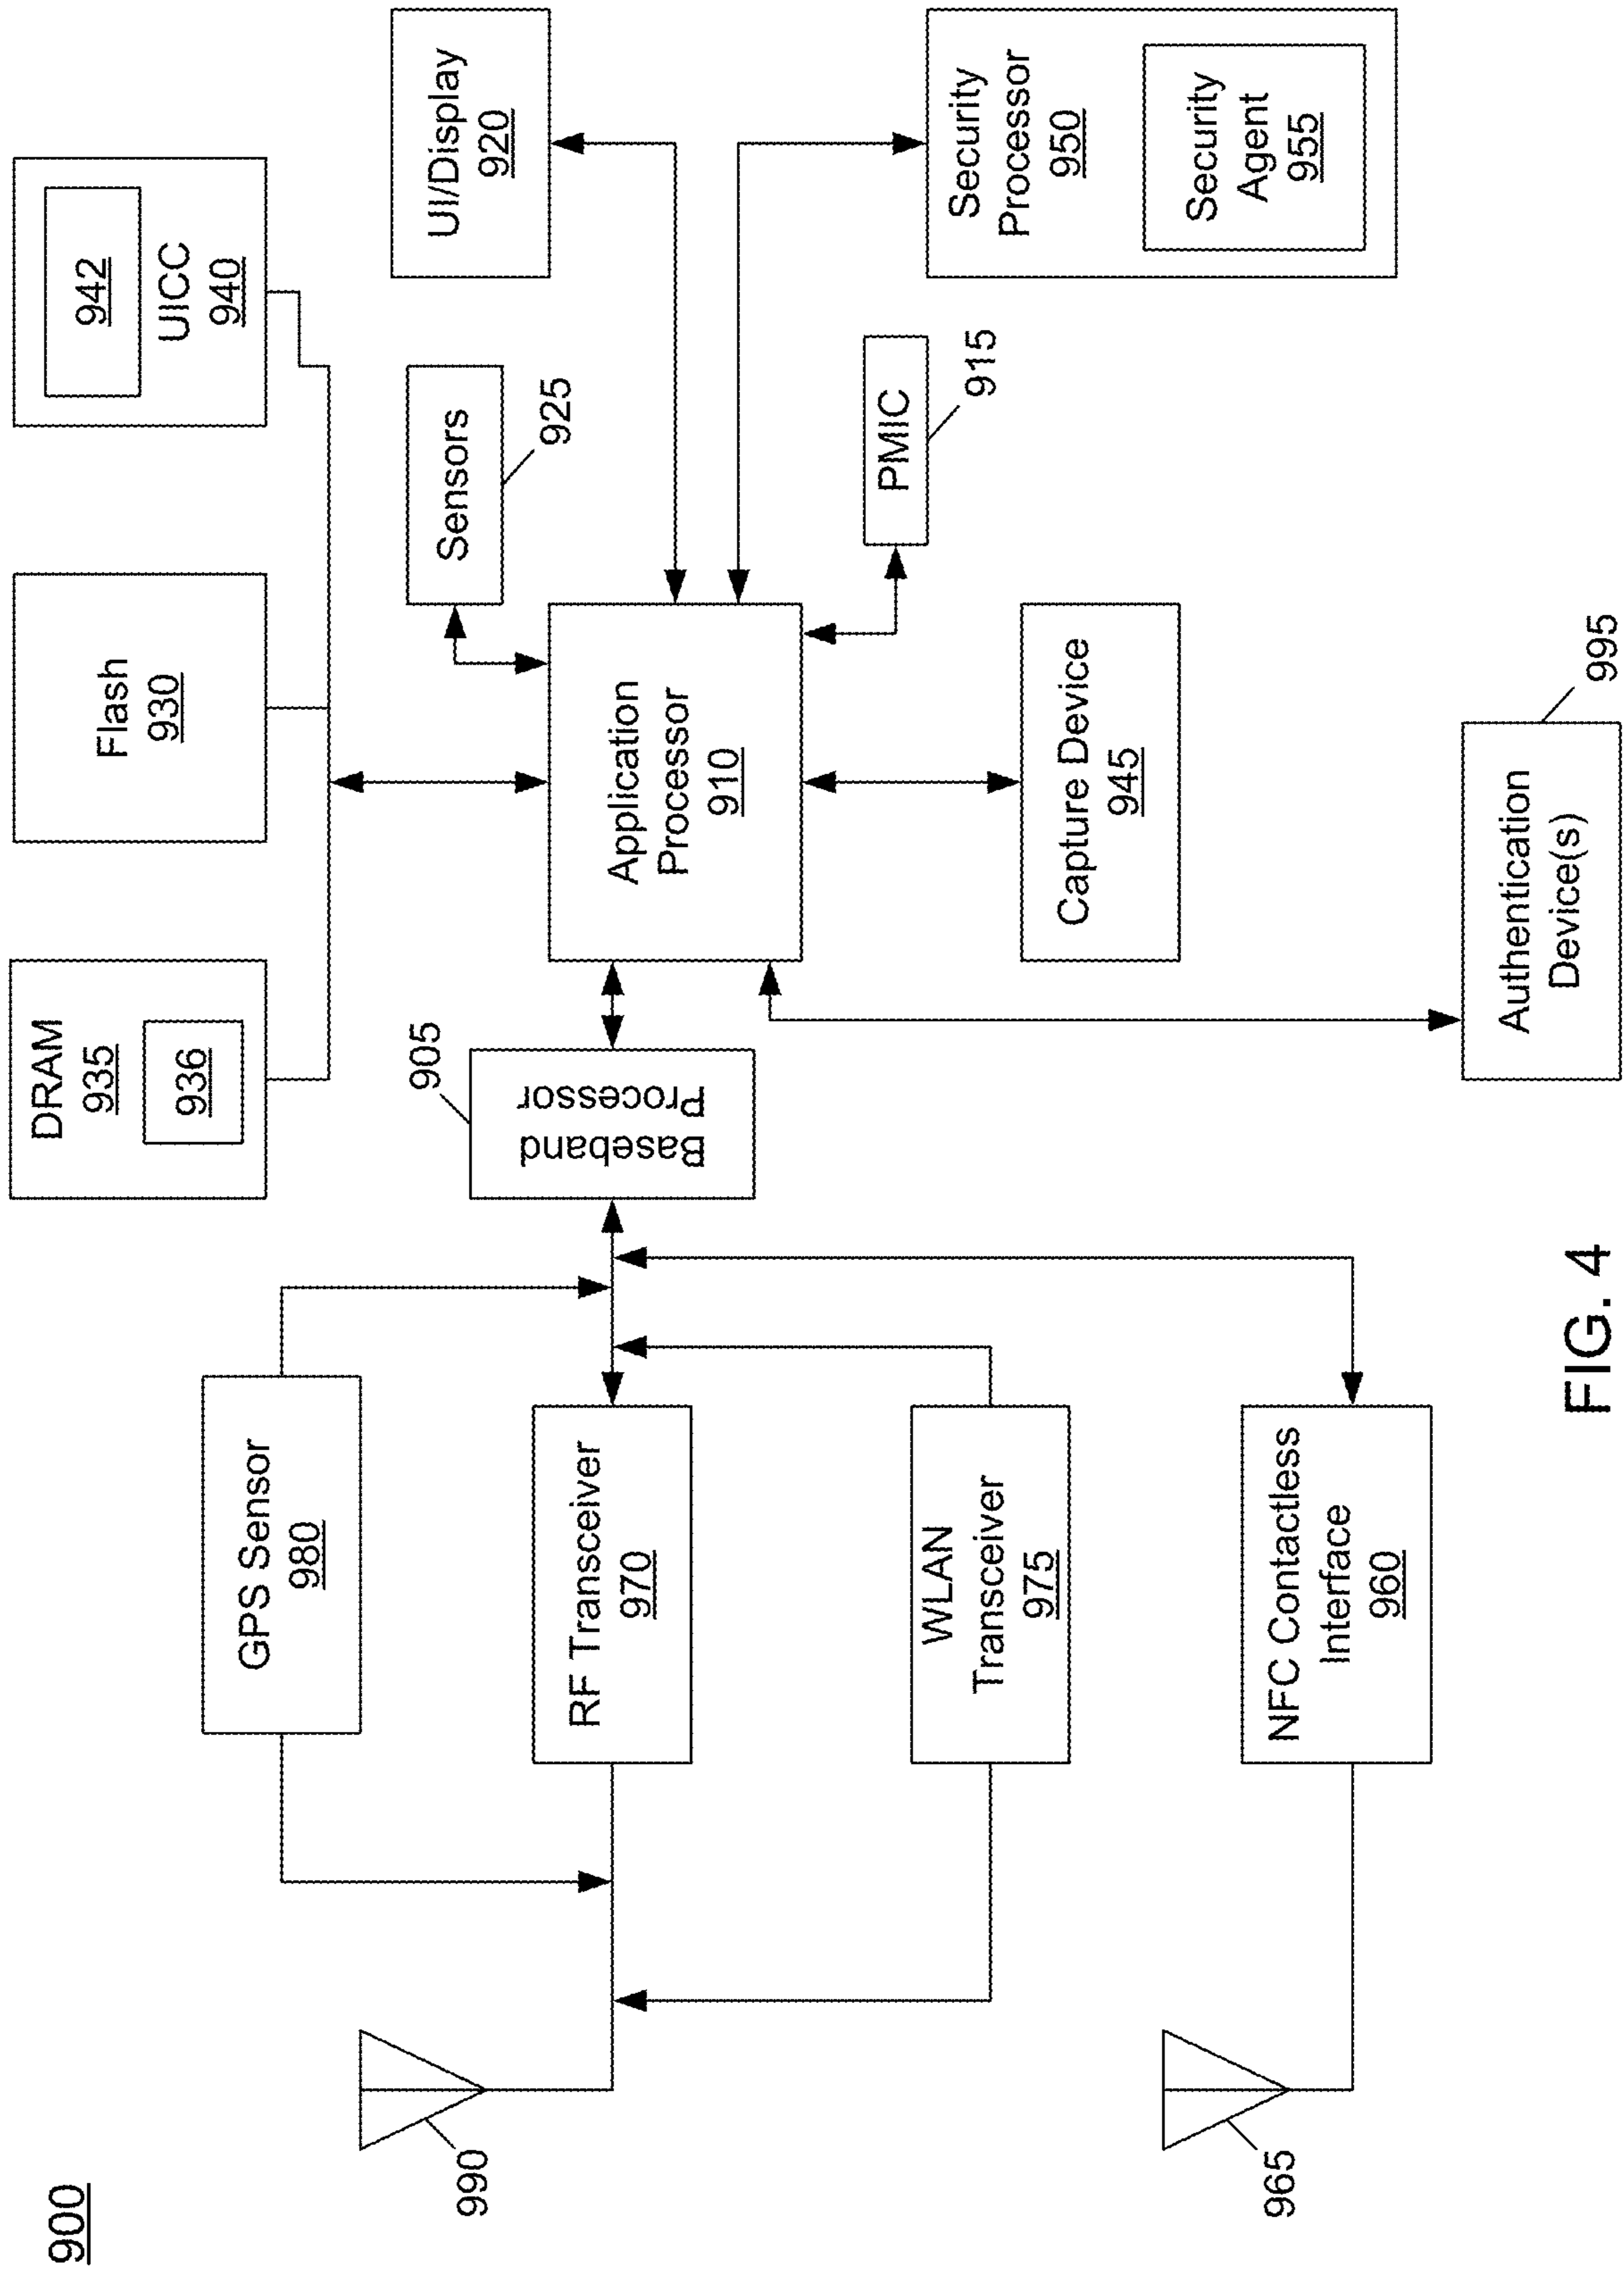 900
DRAM
935
936
Flash
930
942
UICC
940
GPS Sensor
980
990
RF Transceiver
970
905
Baseband
Processor
Application
Processor
910
Sensors
925
UI/Display
920
WLAN
Transceiver
975
Capture Device
945
PMIC
915
Security
Processor
950
Security
Agent
955
965
NFC Contactless
Interface
960
Authentication
Device(s)
995
FIG. 4